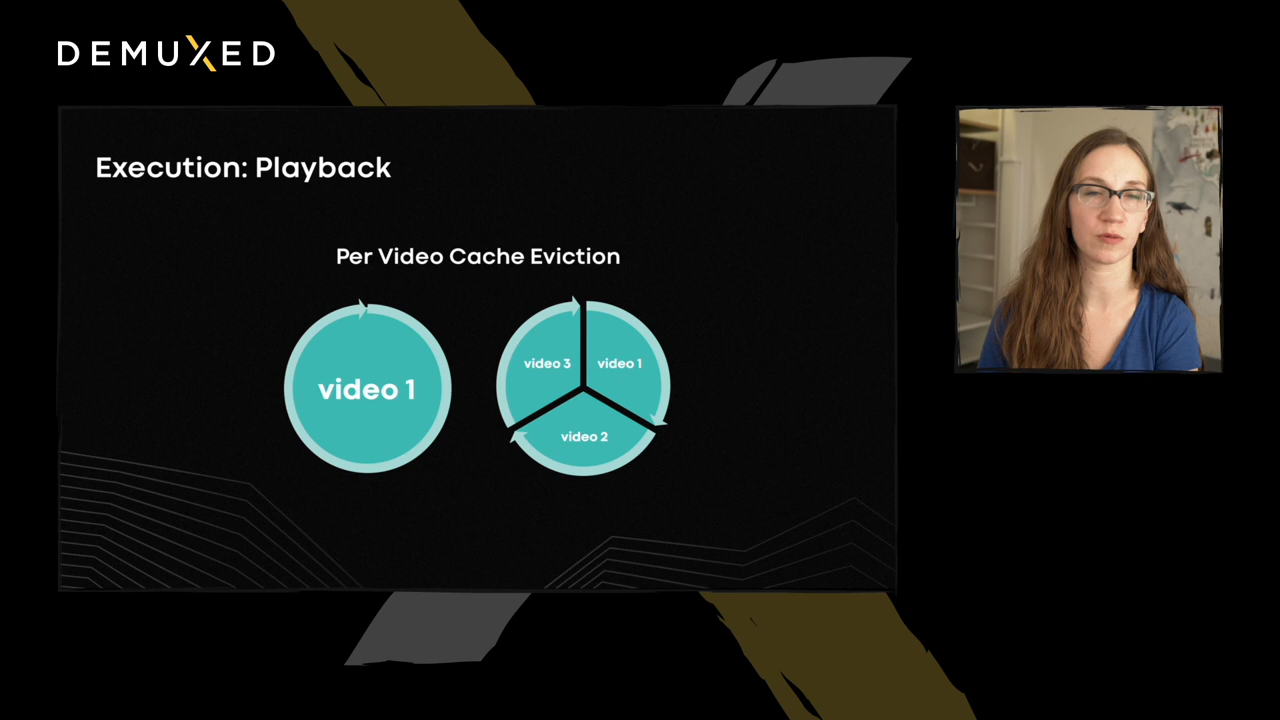 DEMUXED
Execution: Playback
Per Video Cache Eviction
video 1
video 3
video 1
video 2